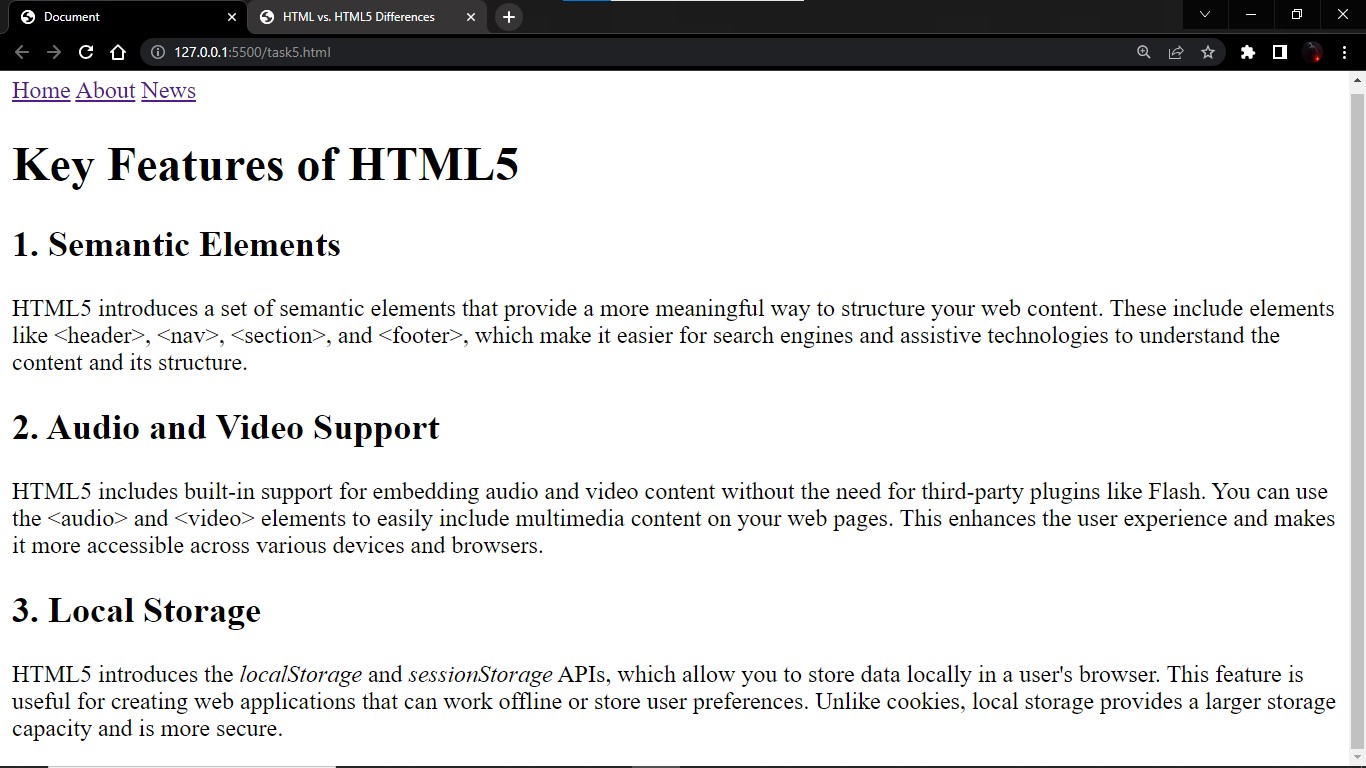 Document
HTML vs. HTML5 Differences
127.0.0.1:5500/task5.html
Home About News
Key Features of HTML5
1. Semantic Elements
HTML5 introduces a set of semantic elements that provide a more meaningful way to structure your web content. These include elements
like <header>, <nav>, <section>, and <footer>, which make it easier for search engines and assistive technologies to understand the
content and its structure.
2. Audio and Video Support
HTML5 includes built-in support for embedding audio and video content without the need for third-party plugins like Flash. You can use
the <audio> and <video> elements to easily include multimedia content on your web pages. This enhances the user experience and makes
it more accessible across various devices and browsers.
3. Local Storage
HTML5 introduces the localStorage and sessionStorage APIs, which allow you to store data locally in a user's browser. This feature is
useful for creating web applications that can work offline or store user preferences. Unlike cookies, local storage provides a larger storage
capacity and is more secure.